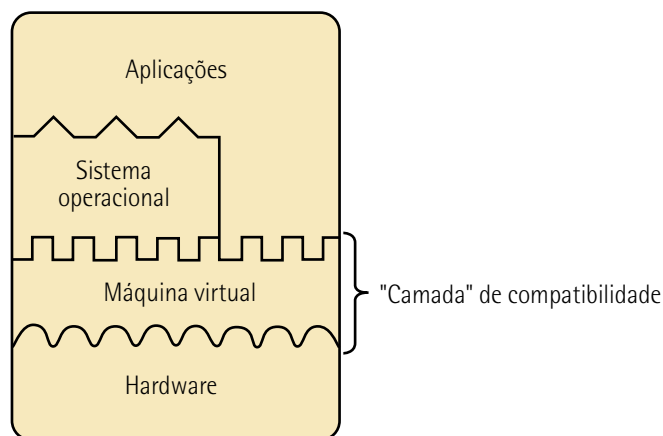 Aplicações
Sistema
operacional
Máquina virtual
"Camada" de compatibilidade
Hardware